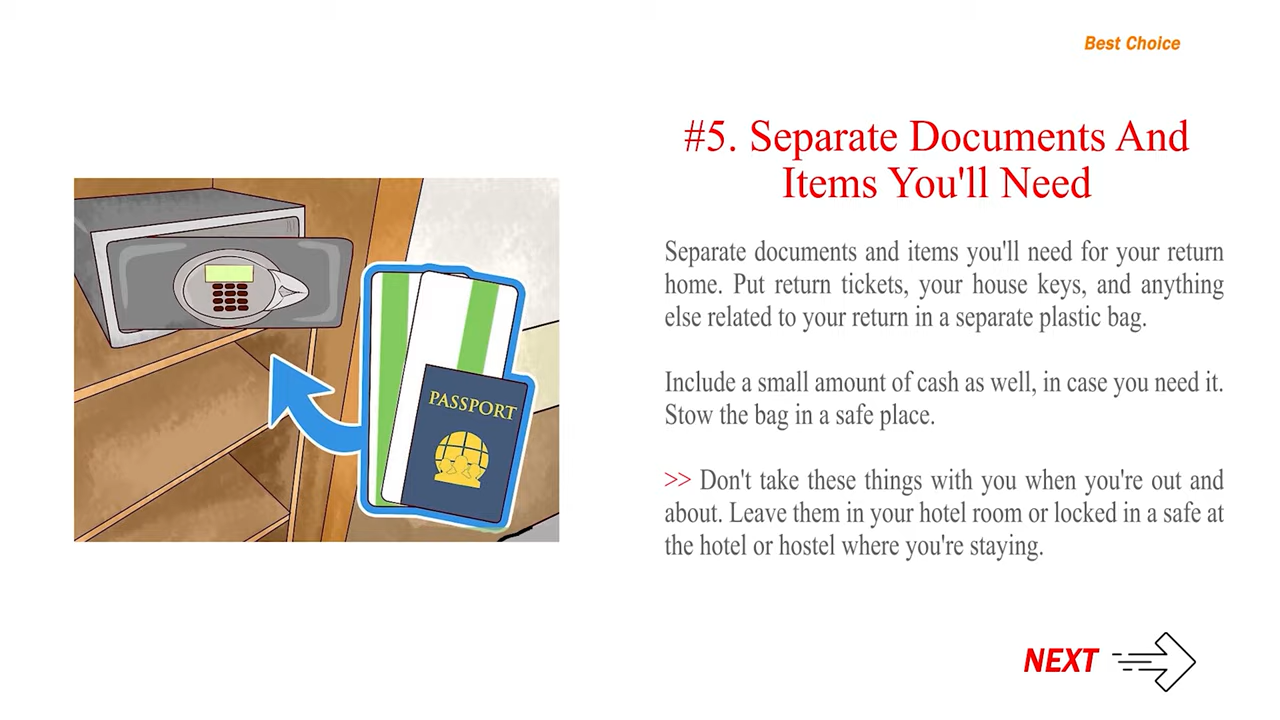 Best Choice
#5. Separate Documents And
Items You'll Need
Separate documents and items you'll need for your return
home. Put return tickets, your house keys, and anything
else related to your return in a separate plastic bag.
Include a small amount of cash as well, in case you need it.
Stow the bag in a safe place.
>> Don't take these things with you when you're out and
about. Leave them in your hotel room or locked in a safe at
the hotel or hostel where you're staying.
PASSPORT
NEXT